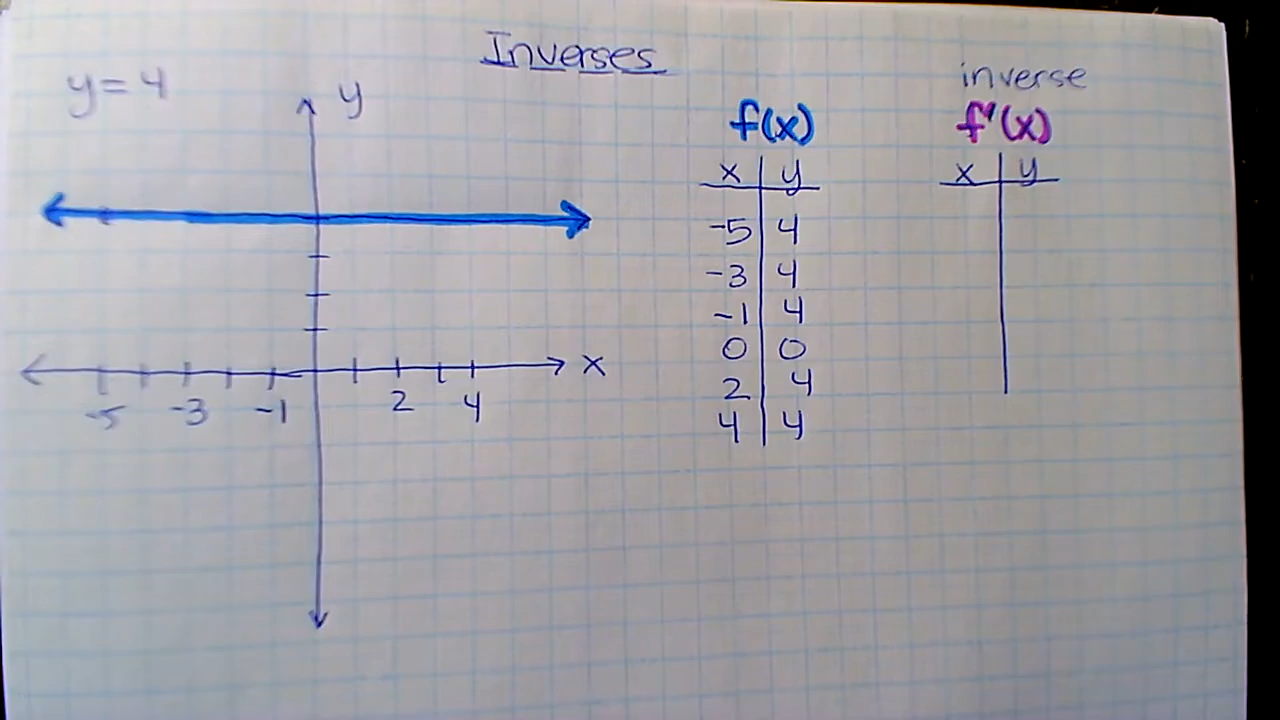 Inverses
y = 4
y
x
-5 -3 -1 2 4
f(x)
x y
-5 4
-3 4
-1 4
0 0
2 4
4 4
inverse
f'(x)
x y